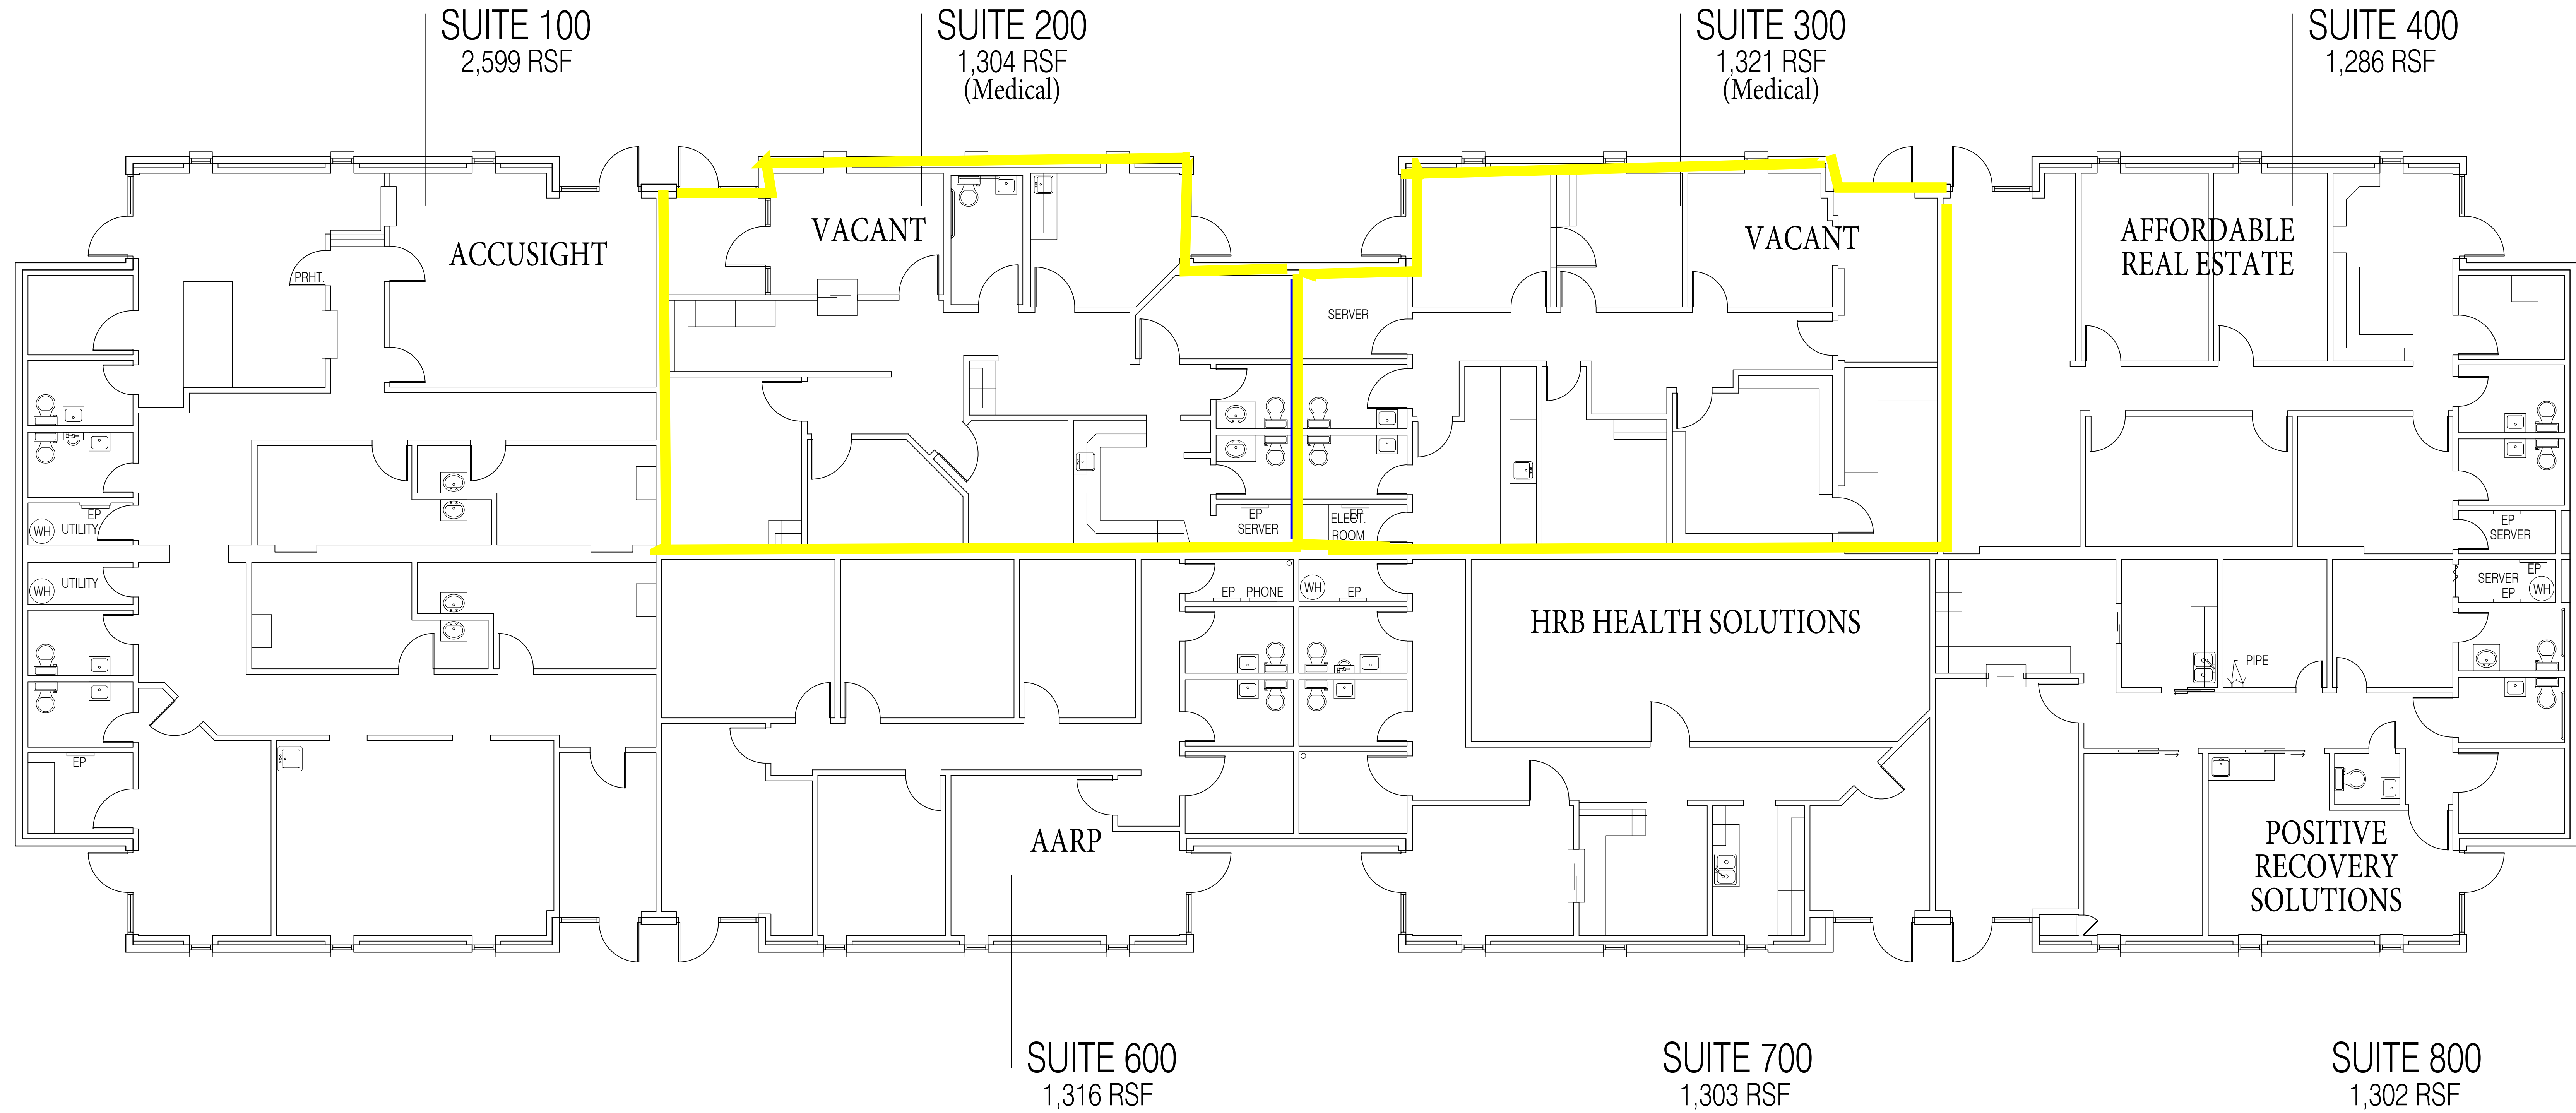 SUITE 100
2,599 RSF
SUITE 200
1,304 RSF
(Medical)
SUITE 300
1,321 RSF
(Medical)
SUITE 400
1,286 RSF
ACCUSIGHT
PRHT.
VACANT
VACANT
AFFORDABLE
REAL ESTATE
SERVER
EP
WH UTILITY
EP
SERVER
EP
ELECT.
ROOM
EP
SERVER
WH UTILITY
EP PHONE
WH EP
SERVER EP
EP WH
HRB HEALTH SOLUTIONS
PIPE
EP
AARP
POSITIVE
RECOVERY
SOLUTIONS
SUITE 600
1,316 RSF
SUITE 700
1,303 RSF
SUITE 800
1,302 RSF